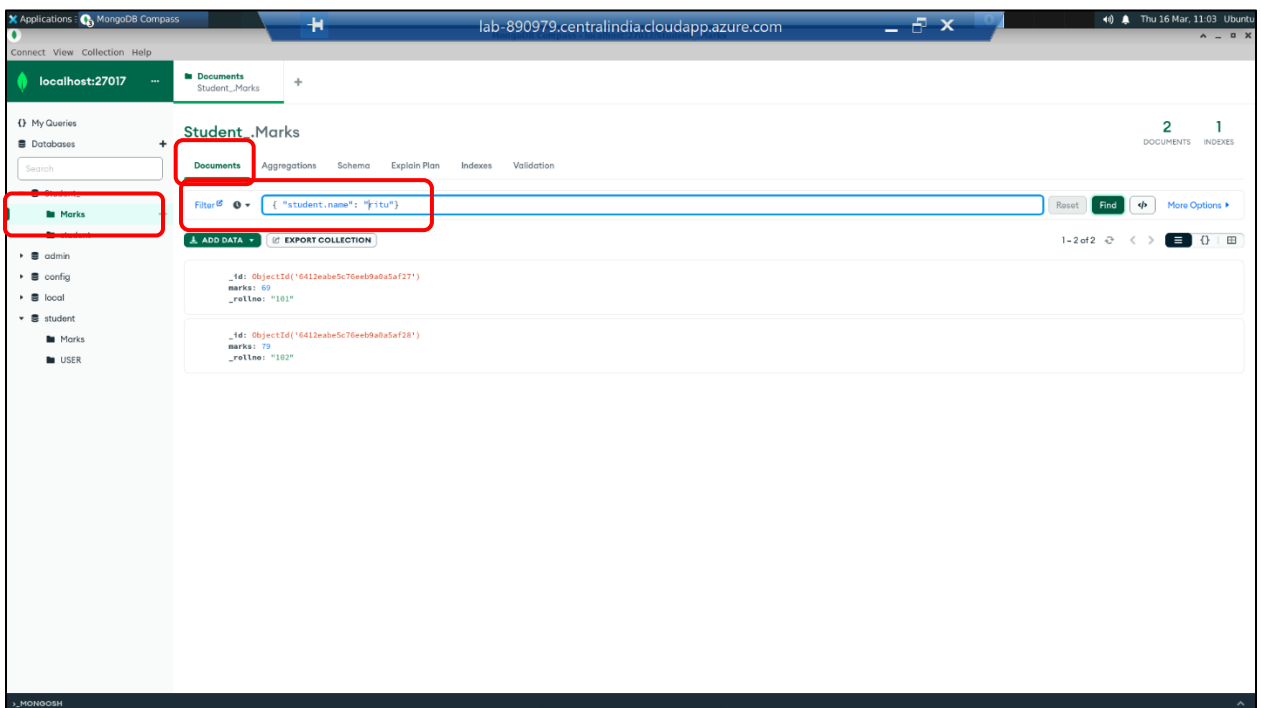 Applications : MongoDB Compass
lab-890979.centralindia.cloudapp.azure.com
Thu 16 Mar, 11:03 Ubuntu
Connect View Collection Help
localhost:27017 ...
Documents
Student_.Marks
+
{} My Queries
Databases +
Search
Student_
Marks
student
admin
config
local
student
Marks
USER
Student_.Marks
2 DOCUMENTS
1 INDEXES
Documents Aggregations Schema Explain Plan Indexes Validation
Filter { "student.name": "ritu"} Reset Find </> More Options
ADD DATA EXPORT COLLECTION 1-2 of 2 < > {}
_id: ObjectId('6412eabe5c76eeb9a0a5af27')
marks: 69
_rollno: "101"
_id: ObjectId('6412eabe5c76eeb9a0a5af28')
marks: 79
_rollno: "102"
>_MONGOSH